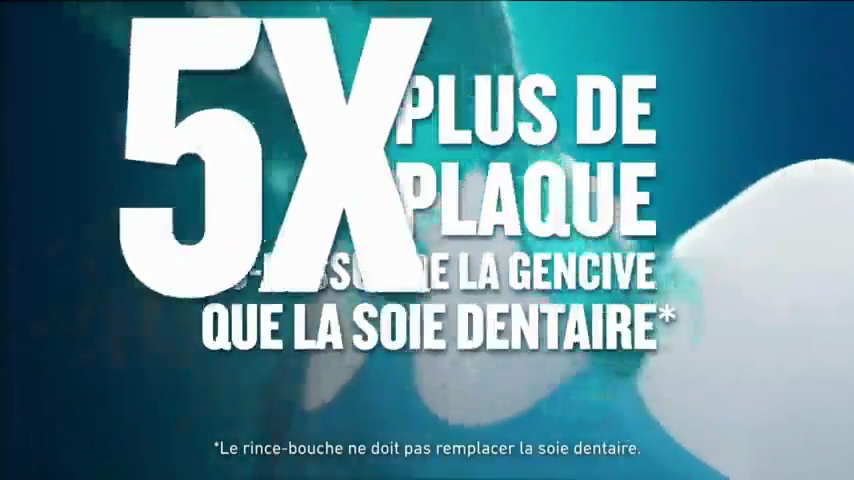 5X PLUS DE
PLAQUE
DE LA GENCIVE
QUE LA SOIE DENTAIRE*
*Le rince-bouche ne doit pas remplacer la soie dentaire.